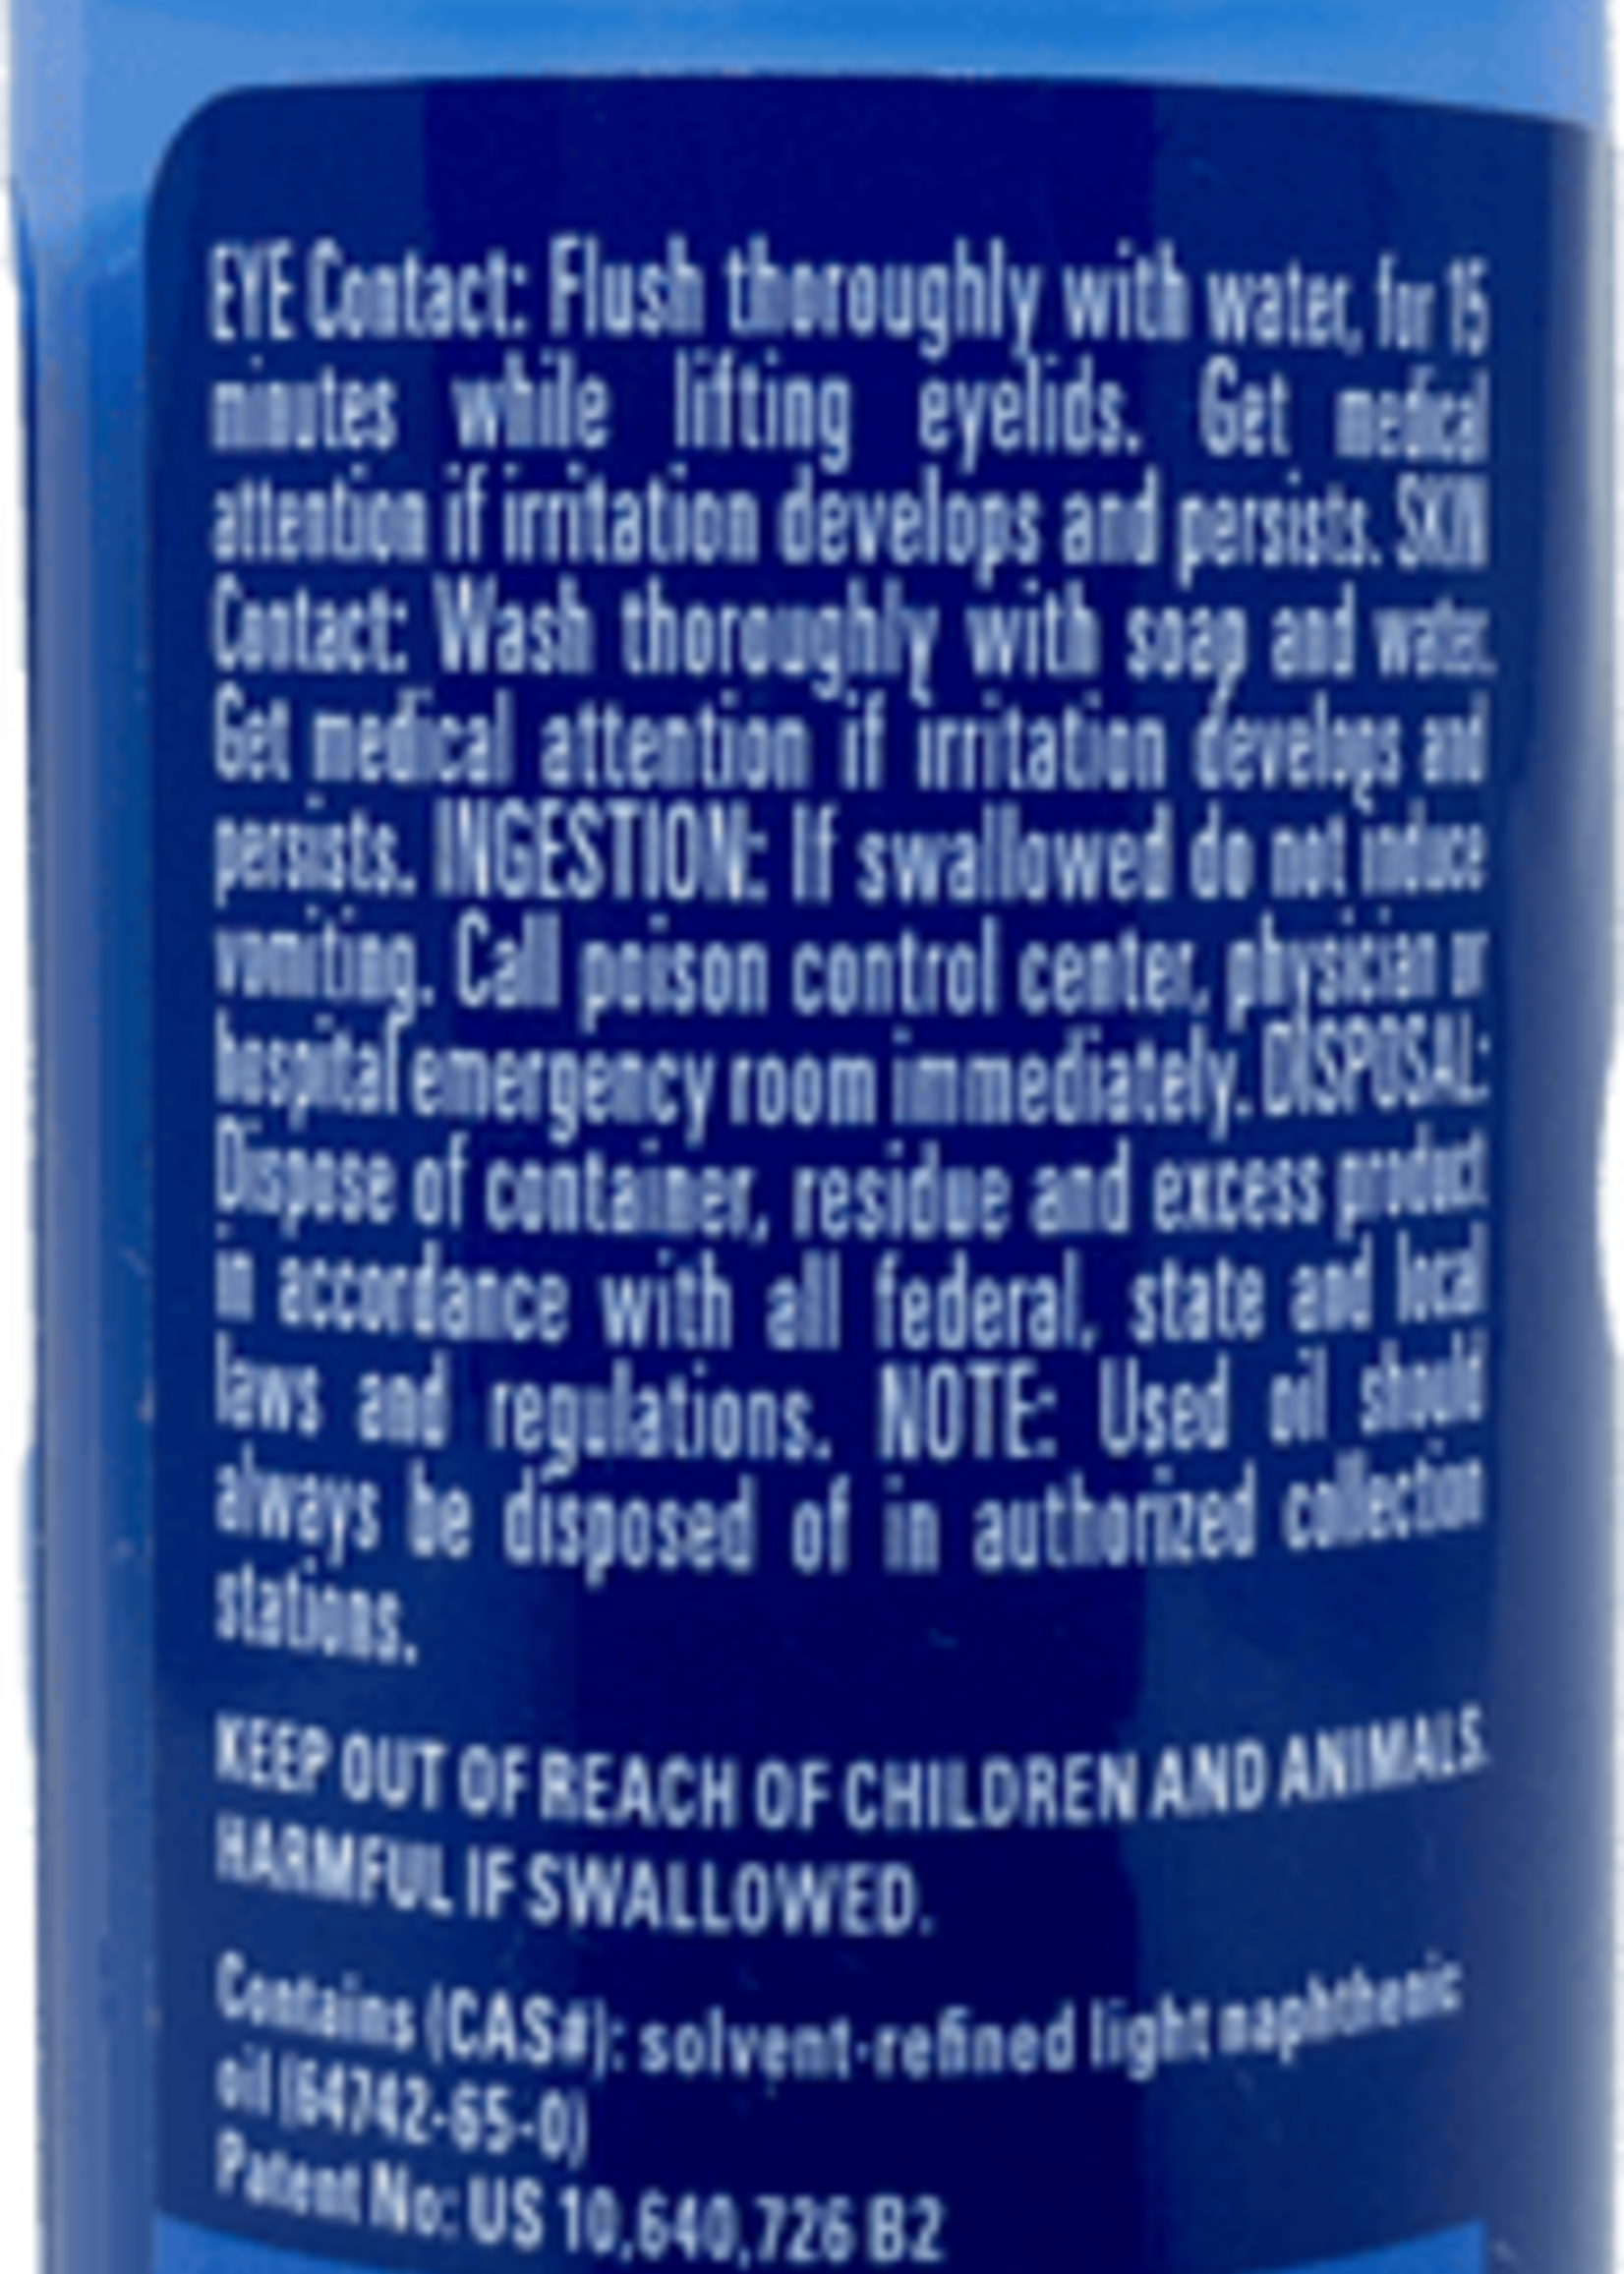 EYE Contact: Flush thoroughly with water, for 15
minutes while lifting eyelids. Get medical
attention if irritation develops and persists. SKIN
Contact: Wash thoroughly with soap and water.
Get medical attention if irritation develops and
persists. INGESTION: If swallowed do not induce
vomiting. Call poison control center, physician or
hospital emergency room immediately. DISPOSAL:
Dispose of container, residue and excess product
in accordance with all federal, state and local
laws and regulations. NOTE: Used oil should
always be disposed of in authorized collection
stations.
KEEP OUT OF REACH OF CHILDREN AND ANIMALS.
HARMFUL IF SWALLOWED.
Contains (CAS#): solvent-refined light naphthenic
oil (64742-65-0)
Patent No: US 10,640,726 B2